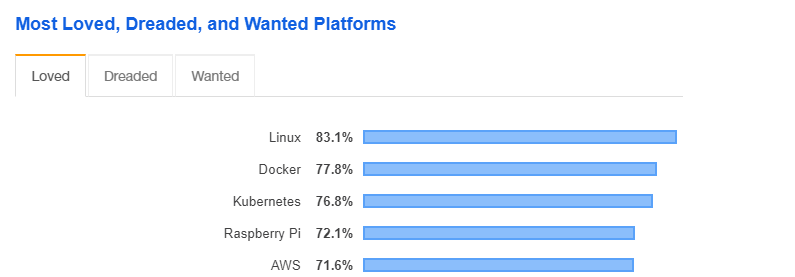 Most Loved, Dreaded, and Wanted Platforms
Loved Dreaded Wanted
Linux 83.1%
Docker 77.8%
Kubernetes 76.8%
Raspberry Pi 72.1%
AWS 71.6%